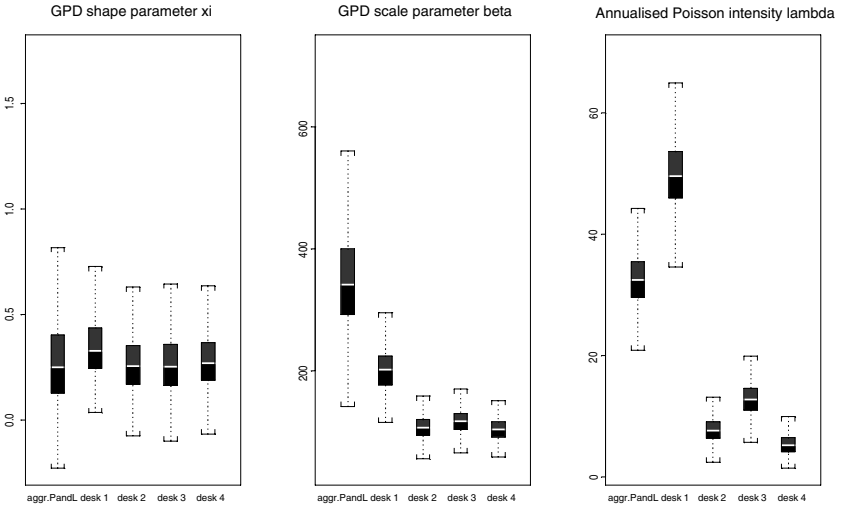 GPD shape parameter xi
GPD scale parameter beta
Annualised Poisson intensity lambda
1.5
1.0
0.5
0.0
600
400
200
60
40
20
0
aggr.PandL desk 1 desk 2 desk 3 desk 4
aggr.PandL desk 1 desk 2 desk 3 desk 4
aggr.PandL desk 1 desk 2 desk 3 desk 4